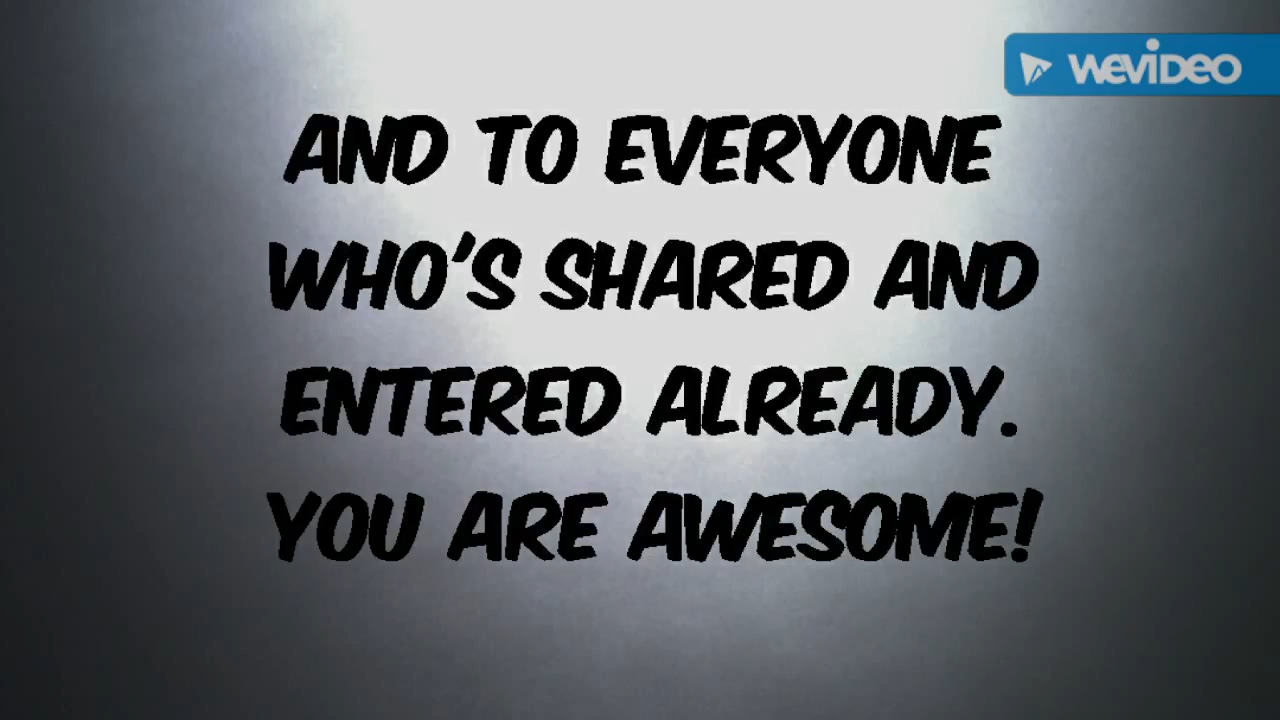 WEVIDEO
AND TO EVERYONE
WHO'S SHARED AND
ENTERED ALREADY.
YOU ARE AWESOME!